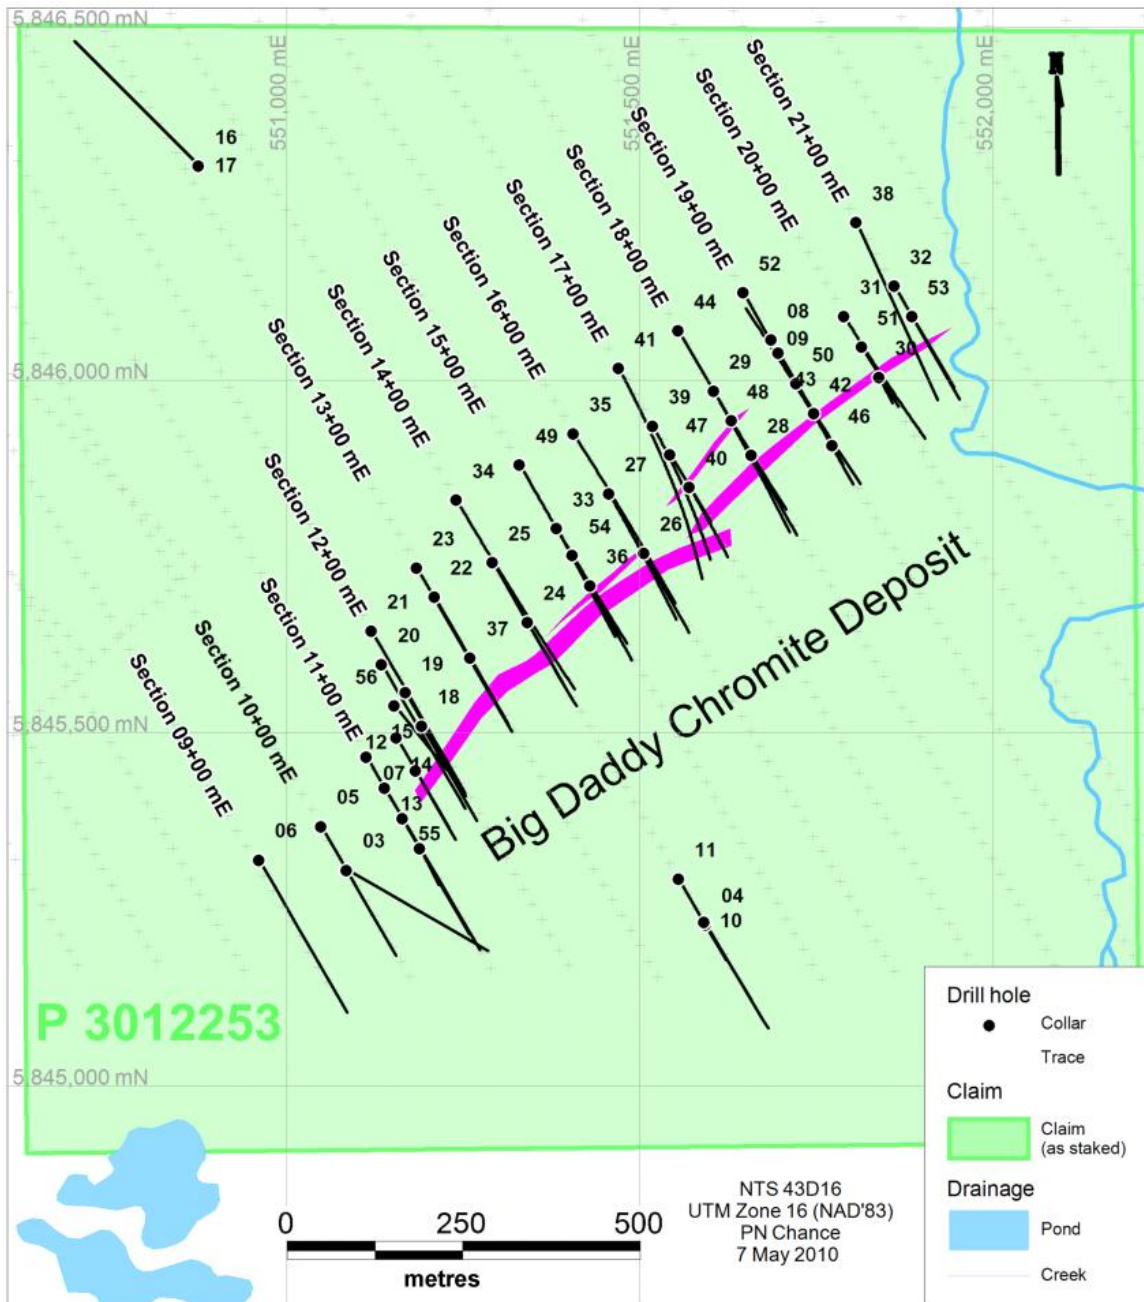 5,846,500 mN
551,000 mE
551,500 mE
552,000 mE
N
Section 21+00 mE
Section 20+00 mE
Section 19+00 mE
Section 18+00 mE
Section 17+00 mE
Section 16+00 mE
Section 15+00 mE
Section 14+00 mE
Section 13+00 mE
Section 12+00 mE
Section 11+00 mE
Section 10+00 mE
Section 09+00 mE
16
17
38
52
32
31
53
08
51
44
09
41
29
50
30
5,846,000 mN
43
42
39
48
35
46
47
28
49
27
40
34
33
26
25
54
23
36
22
24
21
37
20
19
56
18
5,845,500 mN
15
12
14
07
05
13
06
03
55
Big Daddy Chromite Deposit
11
04
10
P 3012253
5,845,000 mN
Drill hole
Collar
Trace
Claim
Claim
(as staked)
Drainage
Pond
Creek
NTS 43D16
UTM Zone 16 (NAD'83)
PN Chance
7 May 2010
0
250
500
metres